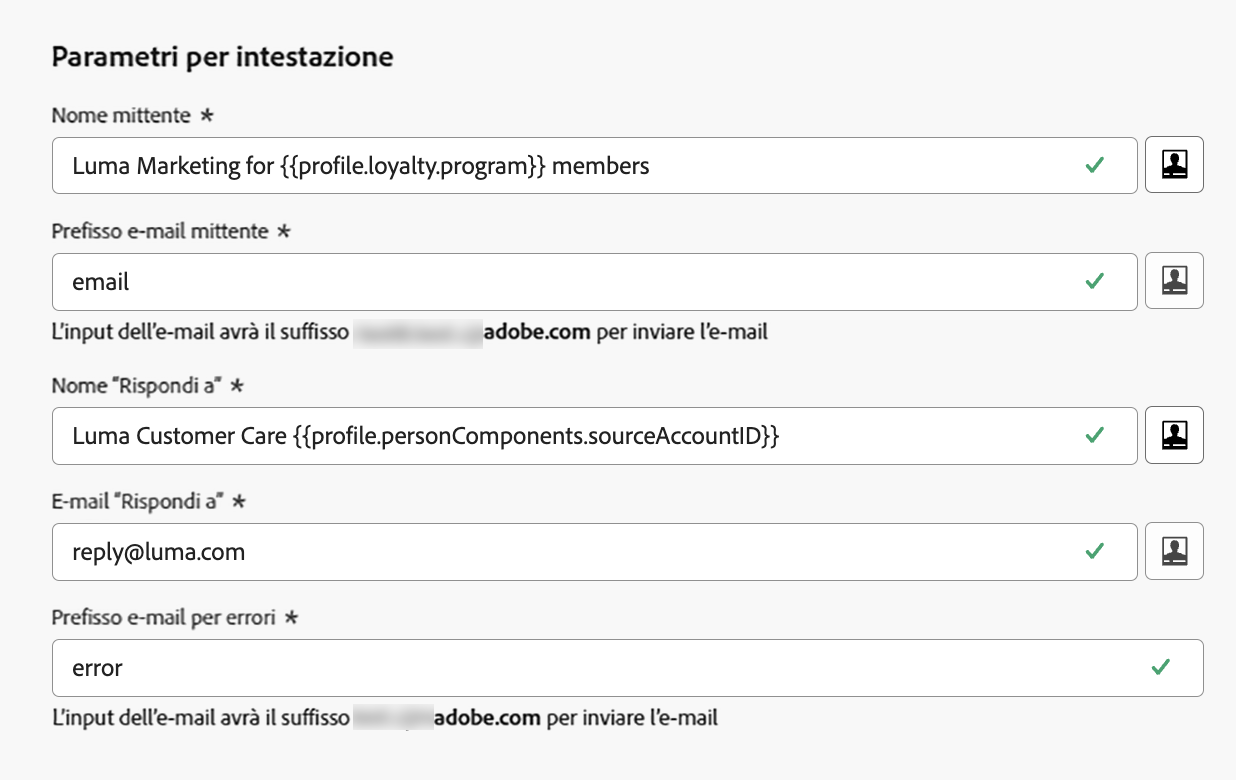 Parametri per intestazione
Nome mittente *
Luma Marketing for {{profile.loyalty.program}} members
Prefisso e-mail mittente *
email
L'input dell'e-mail avrà il suffisso adobe.com per inviare l'e-mail
Nome “Rispondi a” *
Luma Customer Care {{profile.personComponents.sourceAccountID}}
E-mail “Rispondi a” *
reply@luma.com
Prefisso e-mail per errori *
error
L'input dell'e-mail avrà il suffisso adobe.com per inviare l'e-mail